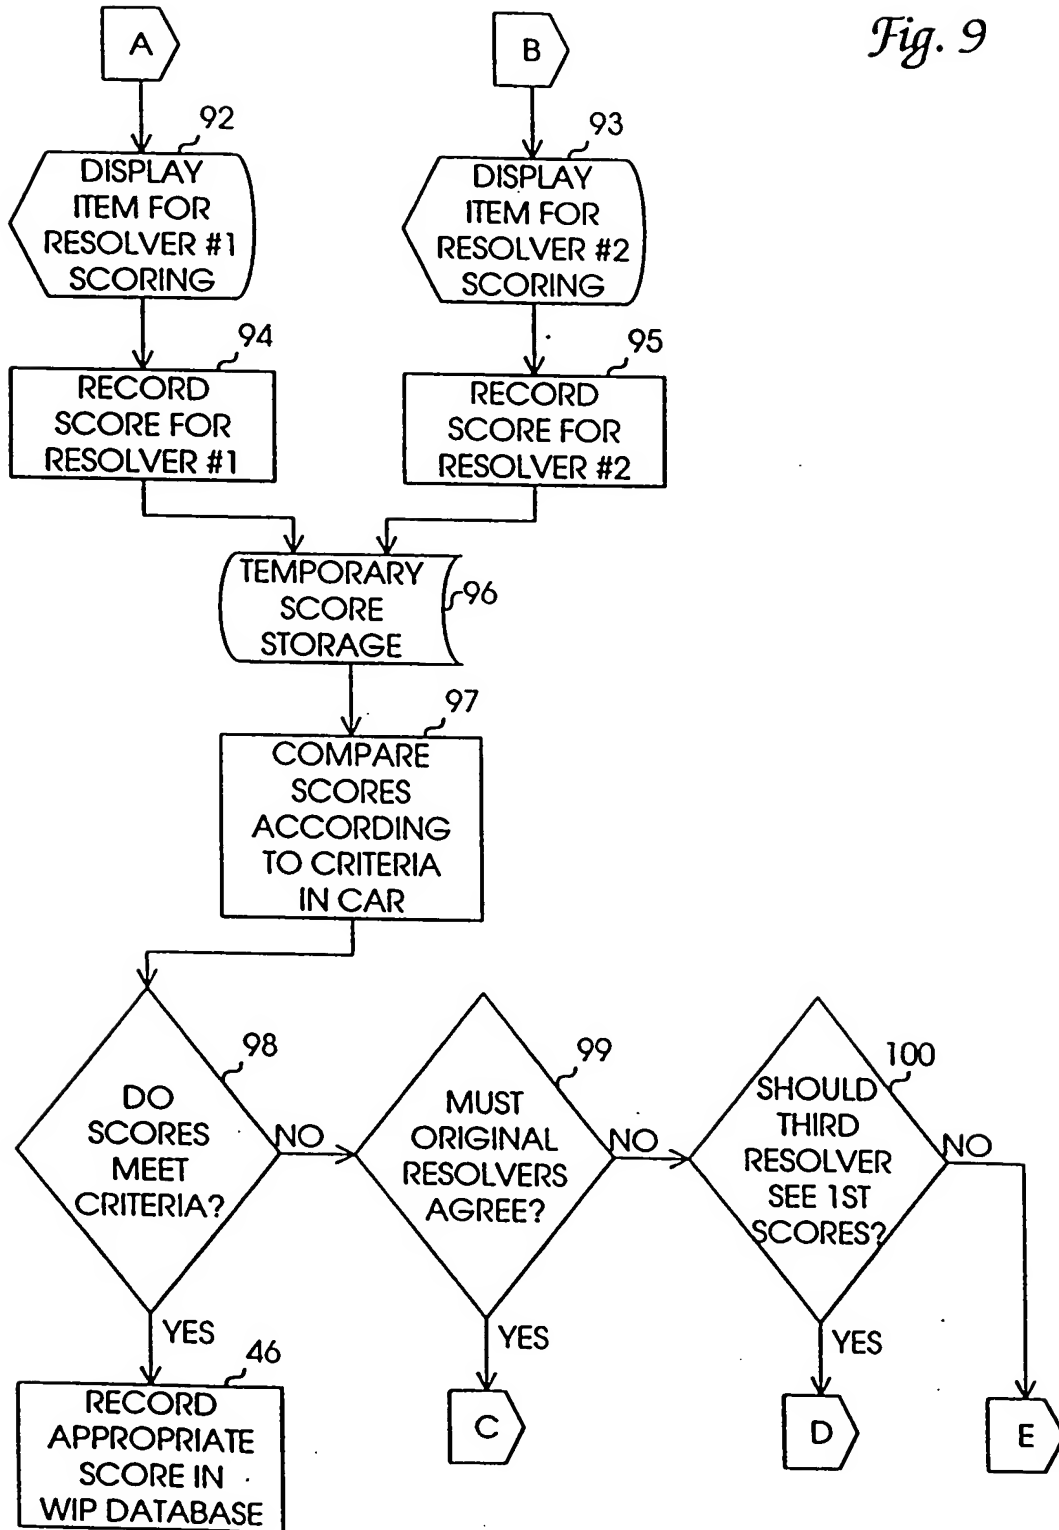 Fig. 9
A
B
92
DISPLAY
ITEM FOR
RESOLVER #1
SCORING
93
DISPLAY
ITEM FOR
RESOLVER #2
SCORING
94
RECORD
SCORE FOR
RESOLVER #1
95
RECORD
SCORE FOR
RESOLVER #2
TEMPORARY
SCORE
STORAGE
96
97
COMPARE
SCORES
ACCORDING
TO CRITERIA
IN CAR
98
DO
SCORES
MEET
CRITERIA?
NO
YES
99
MUST
ORIGINAL
RESOLVERS
AGREE?
NO
YES
100
SHOULD
THIRD
RESOLVER
SEE 1ST
SCORES?
NO
YES
46
RECORD
APPROPRIATE
SCORE IN
WIP DATABASE
C
D
E